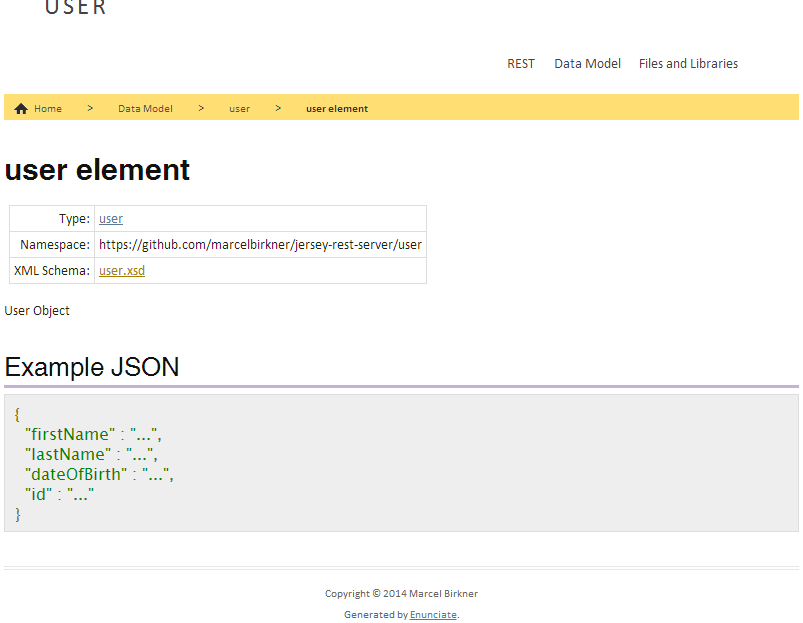 USER
REST Data Model Files and Libraries
Home > Data Model > user > user element
user element
Type: user
Namespace: https://github.com/marcelbirkner/jersey-rest-server/user
XML Schema: user.xsd
User Object
Example JSON
{
"firstName" : "...",
"lastName" : "...",
"dateOfBirth" : "...",
"id" : "..."
}
Copyright © 2014 Marcel Birkner
Generated by Enunciate.